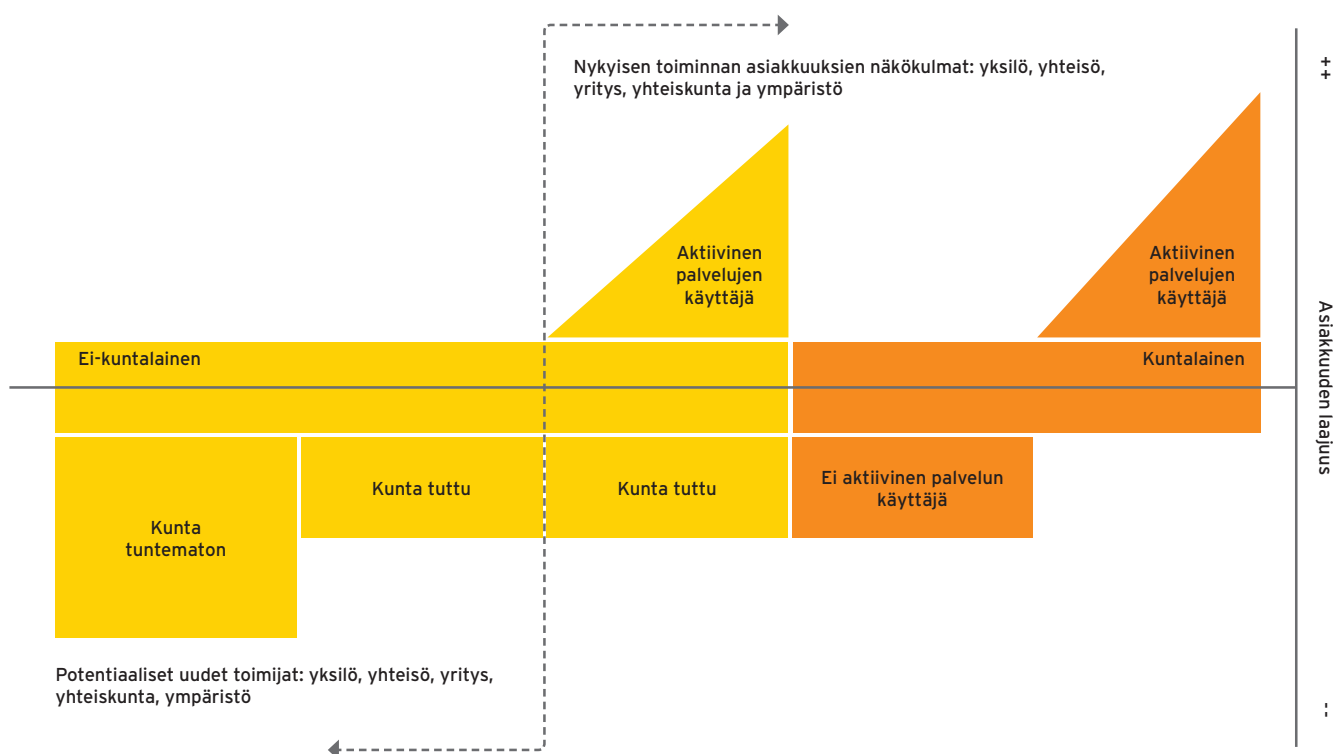 Nykyisen toiminnan asiakkuuksien näkökulmat: yksilö, yhteisö,
yritys, yhteiskunta ja ympäristö
++
Aktiivinen
palvelujen
käyttäjä
Aktiivinen
palvelujen
käyttäjä
Ei-kuntalainen
Kuntalainen
Asiakkuuden laajuus
Kunta
tuntematon
Kunta tuttu
Kunta tuttu
Ei aktiivinen palvelun
käyttäjä
Potentiaaliset uudet toimijat: yksilö, yhteisö, yritys,
yhteiskunta, ympäristö
--